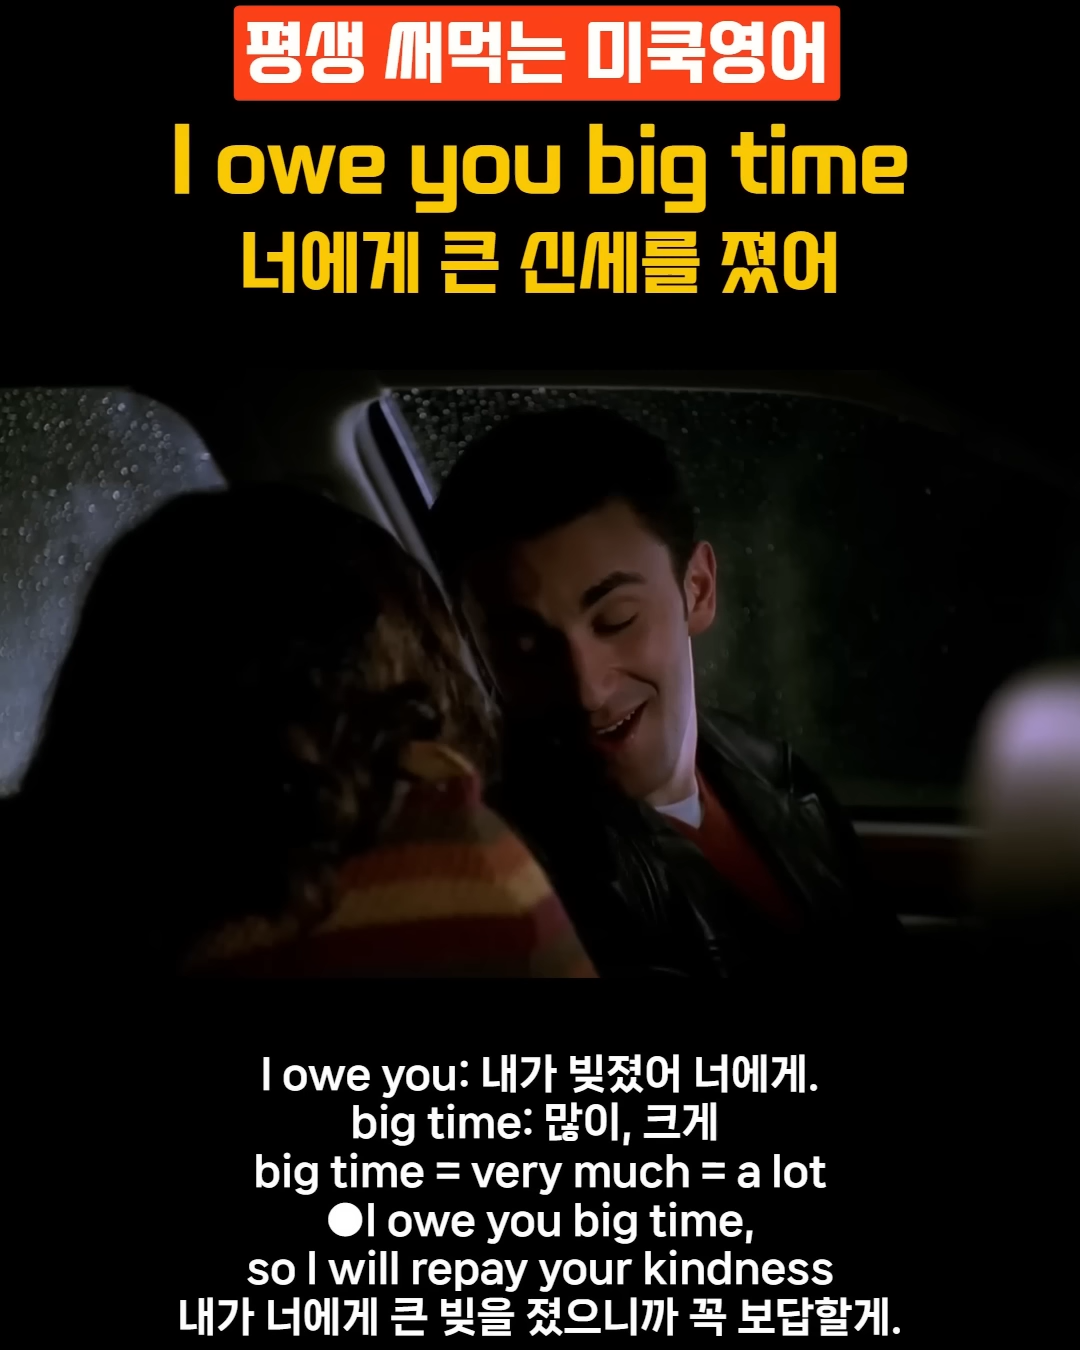 평생 써먹는 미쿡영어
I owe you big time
너에게 큰 신세를 졌어
I owe you: 내가 빚졌어 너에게.
big time: 많이, 크게
big time = very much = a lot
●I owe you big time,
so I will repay your kindness
내가 너에게 큰 빚을 졌으니까 꼭 보답할게.